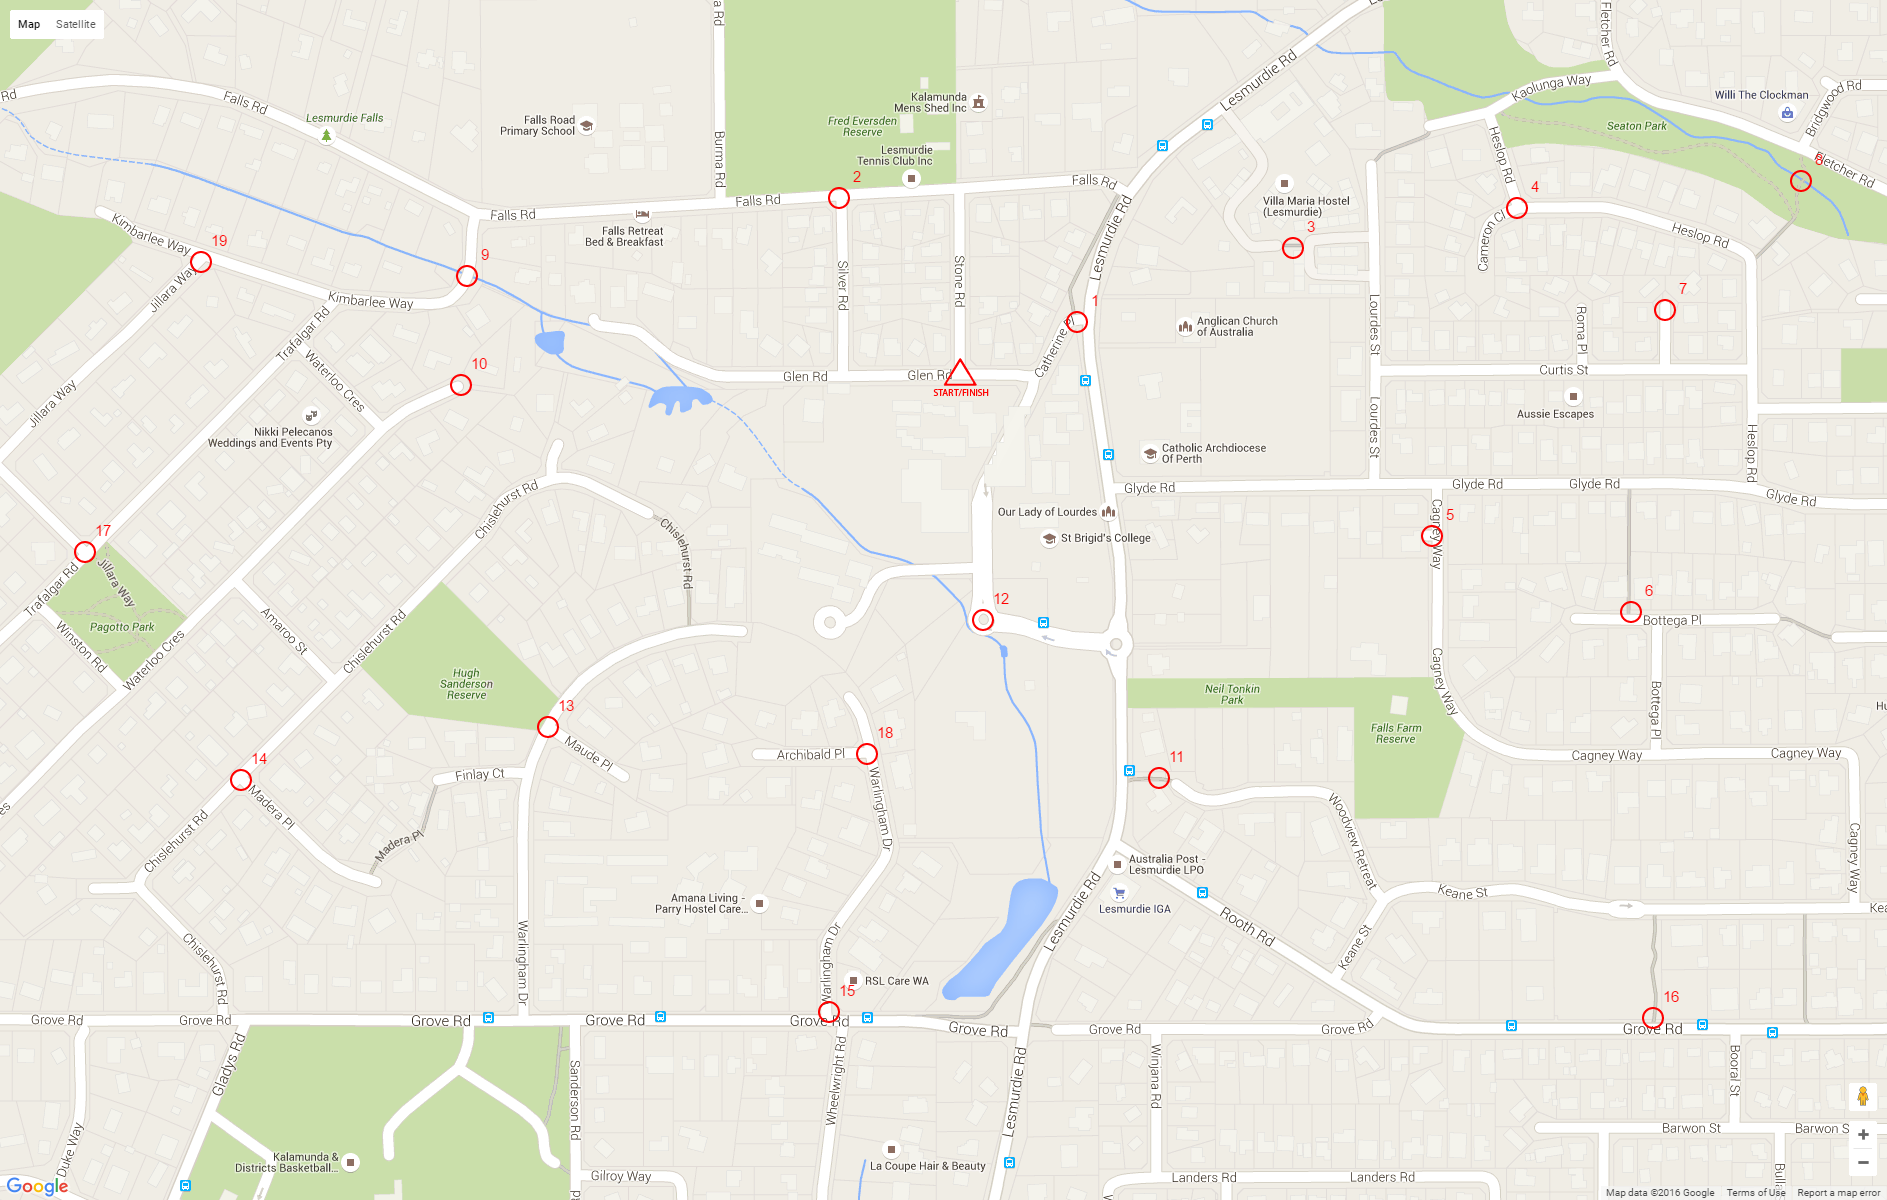 Map
Satellite
a Rd
Lesmurdie Rd
Fletcher Rd
Rd
Falls Rd
Lesmurdie Falls
Falls Road
Primary School
Burma Rd
Fred Eversden
Reserve
Kalamunda
Mens Shed Inc
Lesmurdie
Tennis Club Inc
Kaolunga Way
Willi The Clockman
Bridgwood Rd
Seaton Park
Heslop Rd
Fletcher Rd
8
Kimbarlee Way
19
Jillara Way
Falls Rd
9
Falls Retreat
Bed & Breakfast
Falls Rd
2
Falls Rd
Lesmurdie Rd
Villa Maria Hostel
(Lesmurdie)
3
4
Cameron Cl
Heslop Rd
Kimbarlee Way
Trafalgar Rd
Waterloo Cres
Silver Rd
Stone Rd
Catherine Pl
1
Anglican Church
of Australia
Lourdes St
Roma Pl
7
10
Glen Rd
Glen Rd
START/FINISH
Curtis St
Aussie Escapes
Jillara Way
Nikki Pelecanos
Weddings and Events Pty
Catholic Archdiocese
Of Perth
Lourdes St
Heslop Rd
Chislehurst Rd
Chislehurst Rd
Our Lady of Lourdes
St Brigid's College
Glyde Rd
Glyde Rd
Glyde Rd
Glyde Rd
5
Cagney Way
17
Trafalgar Rd
Jillara Way
Pagotto Park
Winston Rd
Waterloo Cres
Amaroo St
Chislehurst Rd
12
6
Bottega Pl
Hugh
Sanderson
Reserve
Neil Tonkin
Park
Cagney Way
Bottega Pl
Falls Farm
Reserve
Hu
13
Maude Pl
18
Archibald Pl
Warlingham Dr
11
Cagney Way
Cagney Way
14
Madera Pl
Finlay Ct
Madera Pl
Chislehurst Rd
Woodview Retreat
Cagney Way
es
Australia Post -
Lesmurdie LPO
Lesmurdie IGA
Lesmurdie Rd
Rooth Rd
Keane St
Keane St
Kea
Amana Living -
Parry Hostel Care...
Chislehurst Rd
Warlingham Dr
Warlingham Dr
RSL Care WA
15
16
Grove Rd
Grove Rd
Grove Rd
Grove Rd
Grove Rd
Grove Rd
Grove Rd
Grove Rd
Grove Rd
Gladys Rd
Duke Way
Sanderson Rd
Wheelwright Rd
Lesmurdie Rd
Winjana Rd
Booral St
Barwon St
Barwon S
Kalamunda &
Districts Basketball...
Gilroy Way
La Coupe Hair & Beauty
Landers Rd
Landers Rd
Google
Map data ©2016 Google
Terms of Use
Report a map error